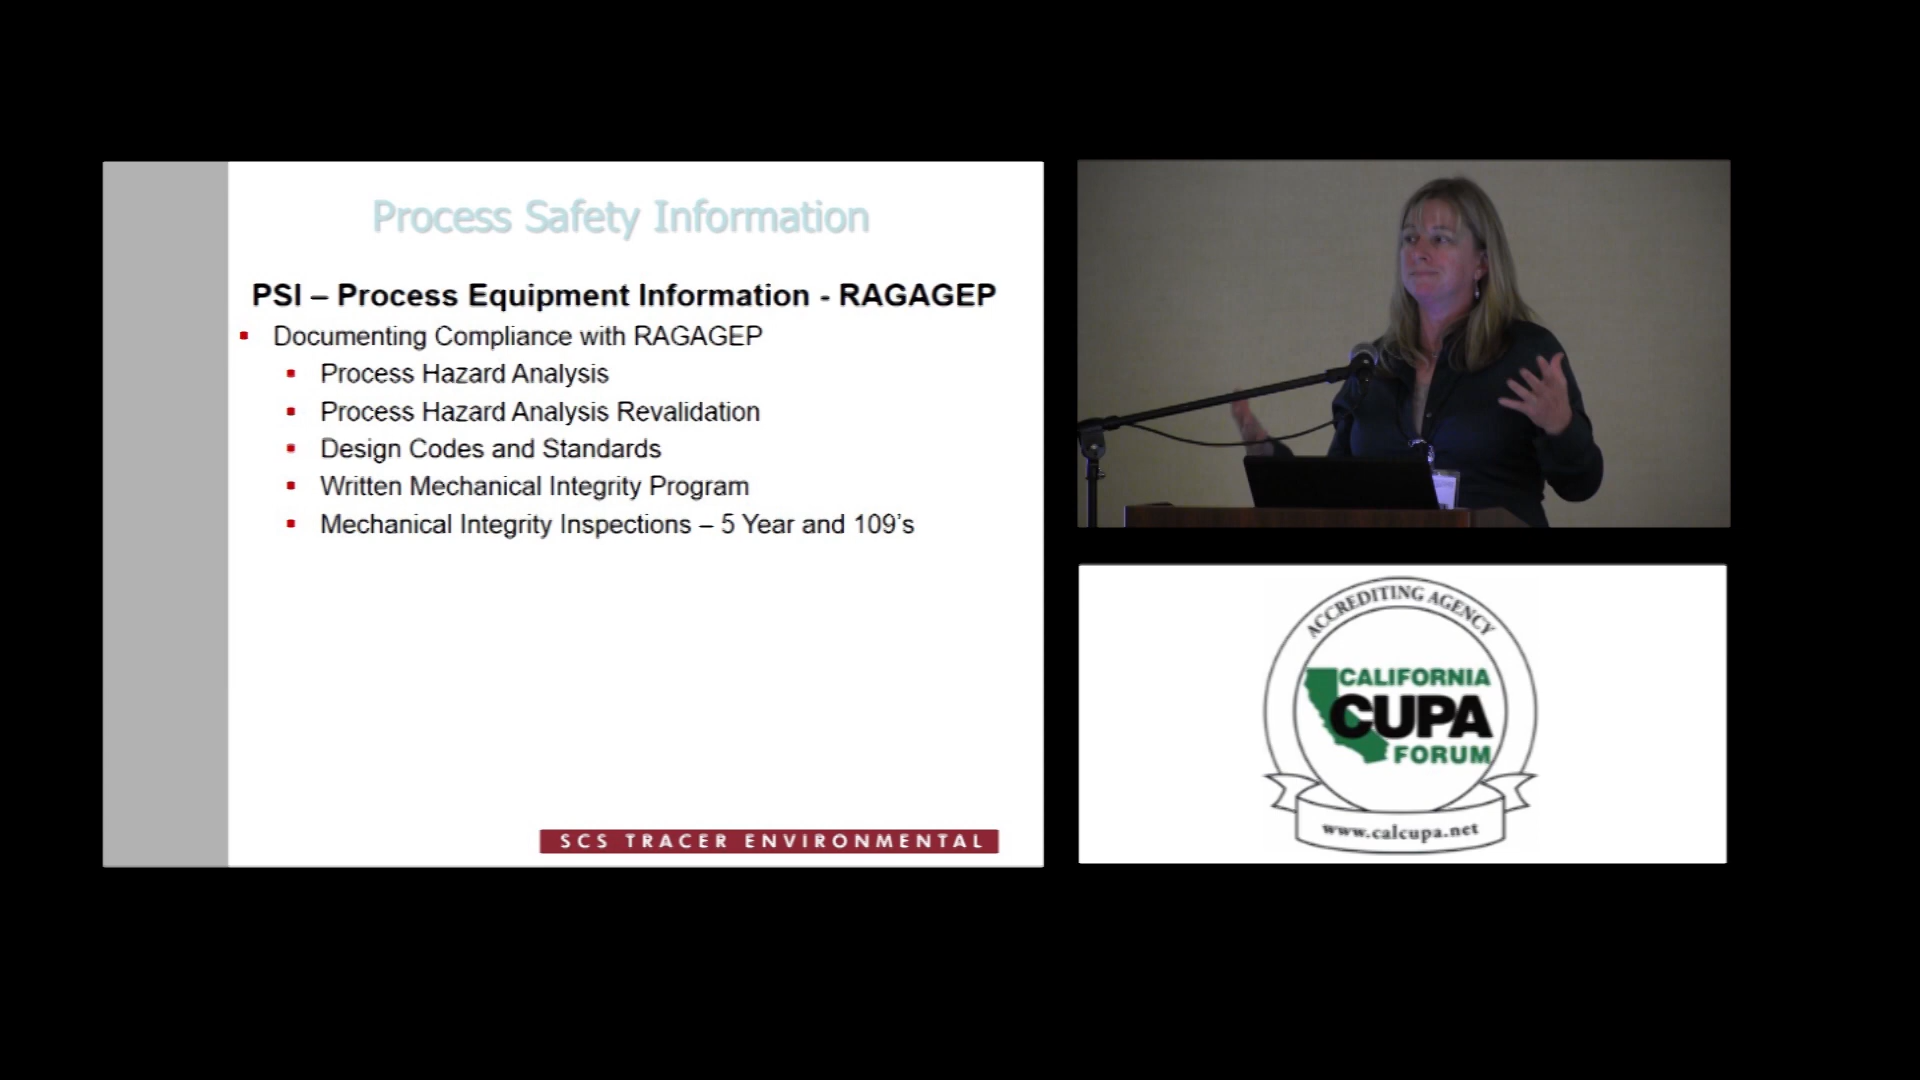 Process Safety Information
PSI – Process Equipment Information - RAGAGEP
Documenting Compliance with RAGAGEP
Process Hazard Analysis
Process Hazard Analysis Revalidation
Design Codes and Standards
Written Mechanical Integrity Program
Mechanical Integrity Inspections – 5 Year and 109’s
SCS TRACER ENVIRONMENTAL
ACCREDITING AGENCY
CALIFORNIA
CUPA
FORUM
www.calcupa.net